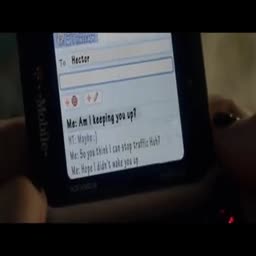 To Hector
Me: Am I keeping you up?
HT: Maybe:)
Me: So you think I can stop traffic Huh?
Me: Hope I didn't wake you up
T Mobile